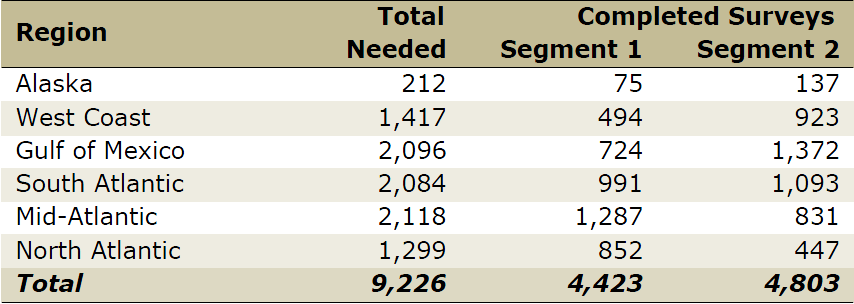 Region Total Needed Completed Surveys
Segment 1 Segment 2
Alaska 212 75 137
West Coast 1,417 494 923
Gulf of Mexico 2,096 724 1,372
South Atlantic 2,084 991 1,093
Mid-Atlantic 2,118 1,287 831
North Atlantic 1,299 852 447
Total 9,226 4,423 4,803